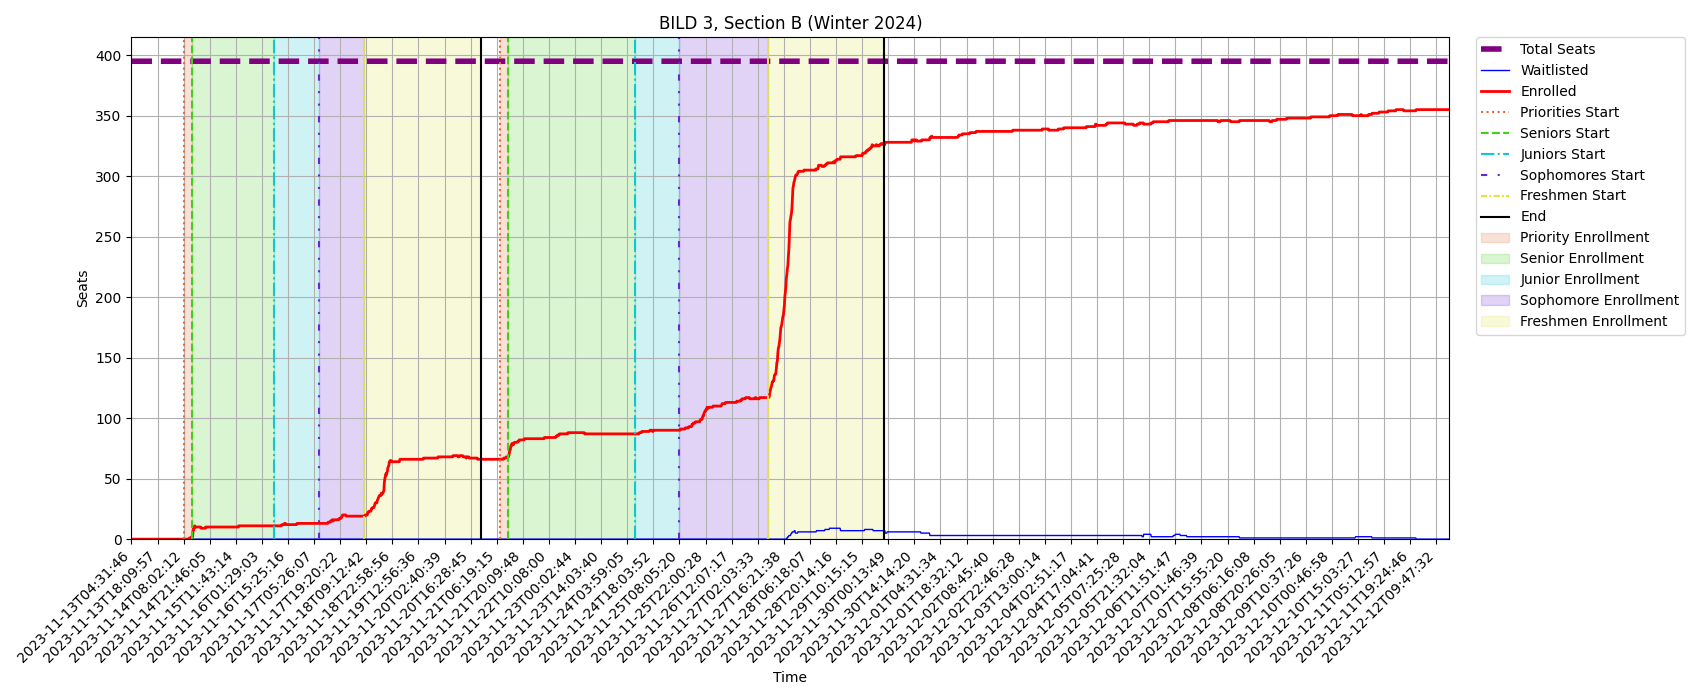 BILD 3, Section B (Winter 2024)
Seats
400
350
300
250
200
150
100
50
0
2023-11-13T04:31:46
2023-11-13T18:09:57
2023-11-14T08:02:12
2023-11-14T21:46:05
2023-11-15T11:43:14
2023-11-16T01:29:03
2023-11-16T15:25:16
2023-11-17T05:26:07
2023-11-17T19:20:22
2023-11-18T09:12:42
2023-11-18T22:58:56
2023-11-19T12:56:36
2023-11-20T02:40:39
2023-11-20T16:28:45
2023-11-21T06:19:15
2023-11-21T20:09:48
2023-11-22T10:08:00
2023-11-23T00:02:44
2023-11-23T14:03:40
2023-11-24T03:59:05
2023-11-24T18:03:52
2023-11-25T08:05:20
2023-11-25T22:00:28
2023-11-26T12:07:17
2023-11-27T02:03:33
2023-11-27T16:21:38
2023-11-28T06:18:07
2023-11-28T20:14:16
2023-11-29T10:15:15
2023-11-30T00:13:49
2023-11-30T14:14:20
2023-12-01T04:31:34
2023-12-01T18:32:12
2023-12-02T08:45:40
2023-12-02T22:46:28
2023-12-03T13:00:14
2023-12-04T02:51:17
2023-12-04T17:04:41
2023-12-05T07:25:28
2023-12-05T21:32:04
2023-12-06T11:51:47
2023-12-07T01:46:39
2023-12-07T15:55:20
2023-12-08T06:16:08
2023-12-08T20:26:05
2023-12-09T10:37:26
2023-12-10T00:46:58
2023-12-10T15:03:27
2023-12-11T05:12:57
2023-12-11T19:24:46
2023-12-12T09:47:32
Time
Total Seats
Waitlisted
Enrolled
Priorities Start
Seniors Start
Juniors Start
Sophomores Start
Freshmen Start
End
Priority Enrollment
Senior Enrollment
Junior Enrollment
Sophomore Enrollment
Freshmen Enrollment